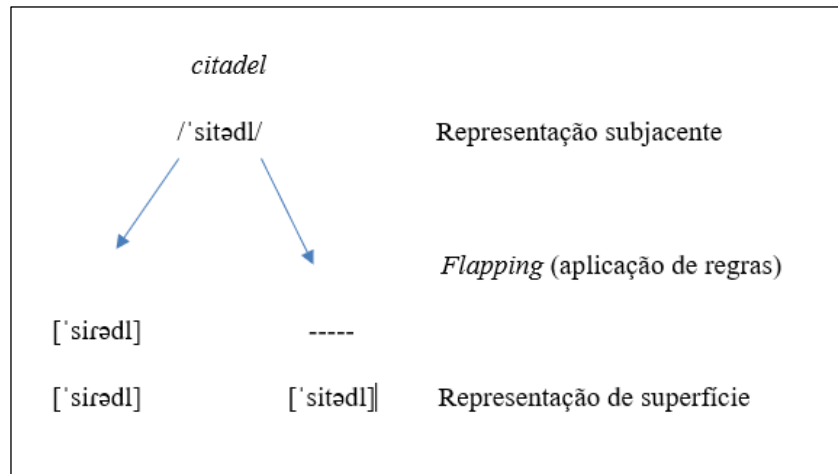 citadel
/ˈsitədl/ Representação subjacente
Flapping (aplicação de regras)
[ˈsiɾədl] -----
[ˈsiɾədl] [ˈsitədl] Representação de superfície